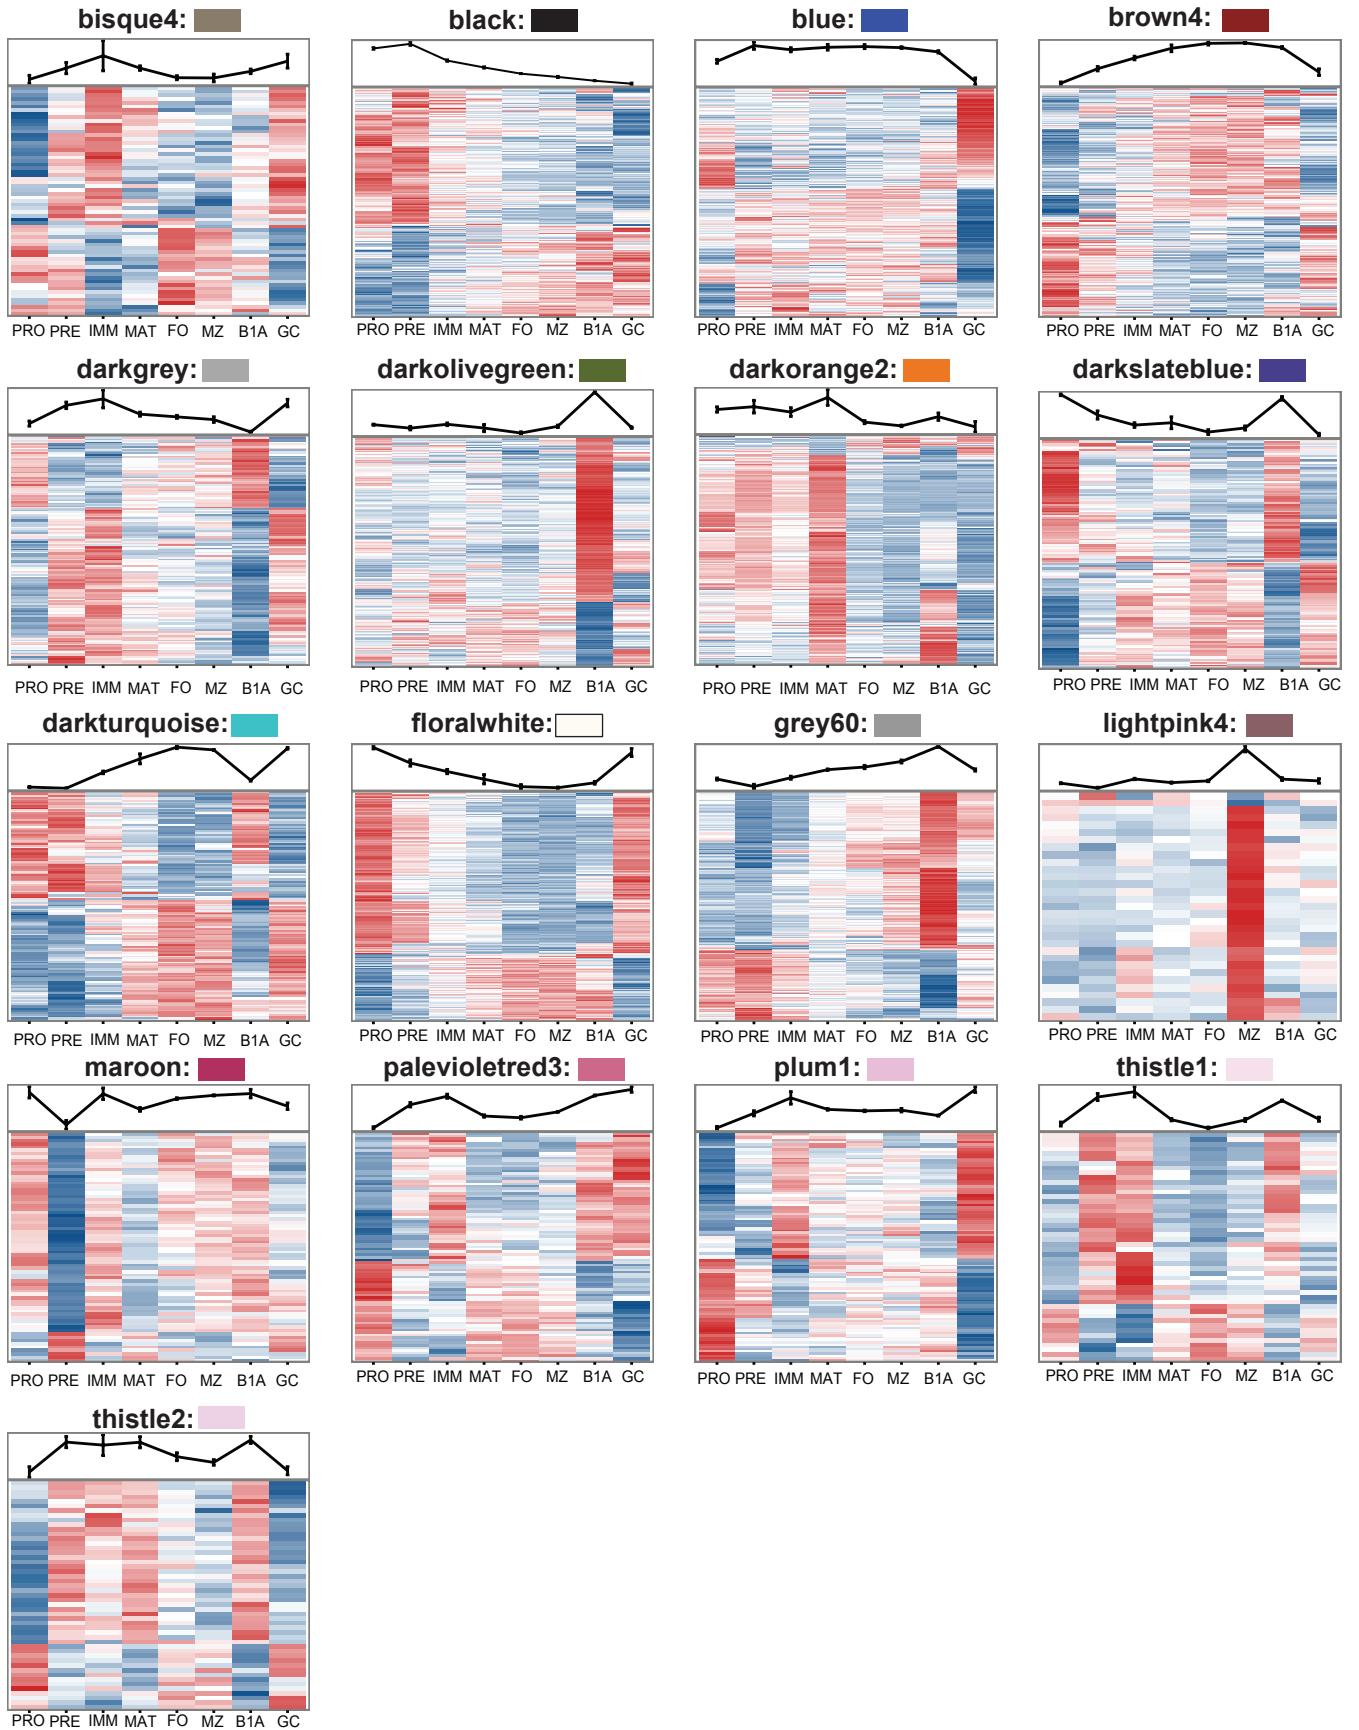 bisque4: black: blue: brown4:
PRO PRE IMM MAT FO MZ B1A GC PRO PRE IMM MAT FO MZ B1A GC PRO PRE IMM MAT FO MZ B1A GC PRO PRE IMM MAT FO MZ B1A GC
darkgrey: darkolivegreen: darkorange2: darkslateblue:
PRO PRE IMM MAT FO MZ B1A GC PRO PRE IMM MAT FO MZ B1A GC PRO PRE IMM MAT FO MZ B1A GC PRO PRE IMM MAT FO MZ B1A GC
darkturquoise: floralwhite: grey60: lightpink4:
PRO PRE IMM MAT FO MZ B1A GC PRO PRE IMM MAT FO MZ B1A GC PRO PRE IMM MAT FO MZ B1A GC PRO PRE IMM MAT FO MZ B1A GC
maroon: palevioletred3: plum1: thistle1:
PRO PRE IMM MAT FO MZ B1A GC PRO PRE IMM MAT FO MZ B1A GC PRO PRE IMM MAT FO MZ B1A GC PRO PRE IMM MAT FO MZ B1A GC
thistle2:
PRO PRE IMM MAT FO MZ B1A GC